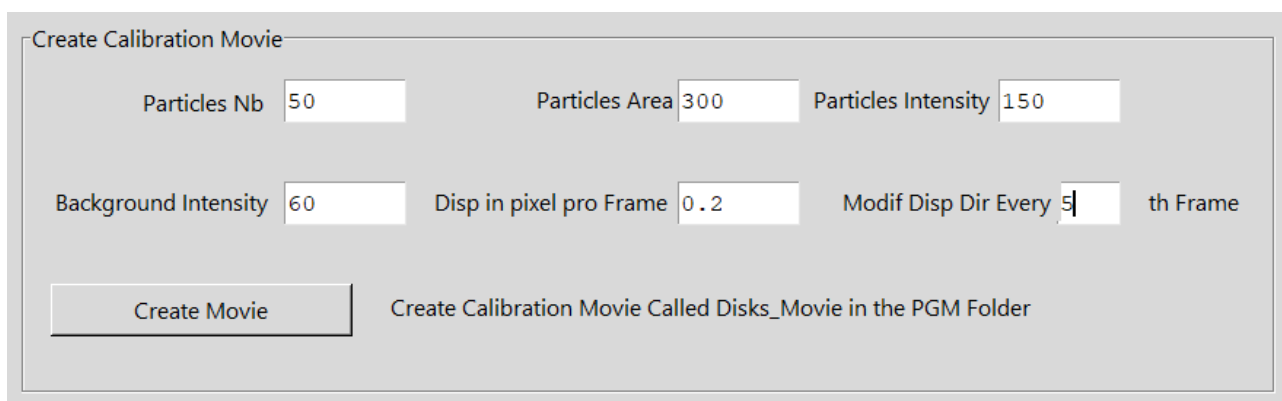 Create Calibration Movie
Particles Nb 50 Particles Area 300 Particles Intensity 150
Background Intensity 60 Disp in pixel pro Frame 0.2 Modif Disp Dir Every 5 th Frame
Create Movie Create Calibration Movie Called Disks_Movie in the PGM Folder